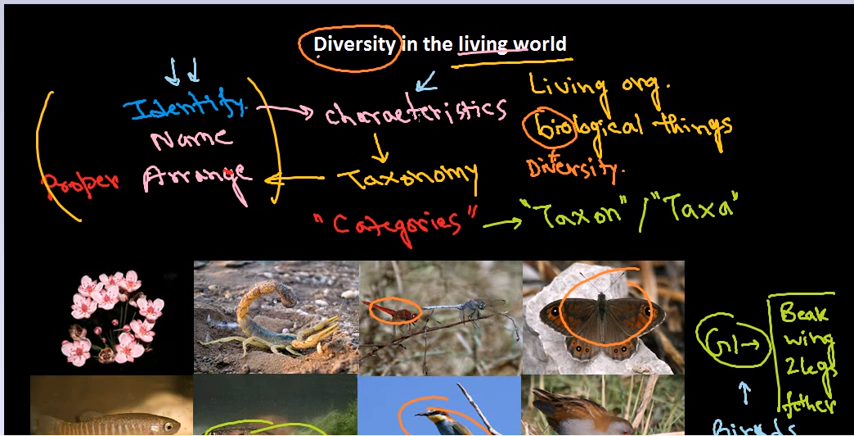 Diversity in the living world
Living org.
Identify. characteristics
biological things
Name
Diversity.
Proper Arrange Taxonomy
"Categories" "Taxon" / "Taxa"
G1
Beak
wing
2 legs
father
Birds